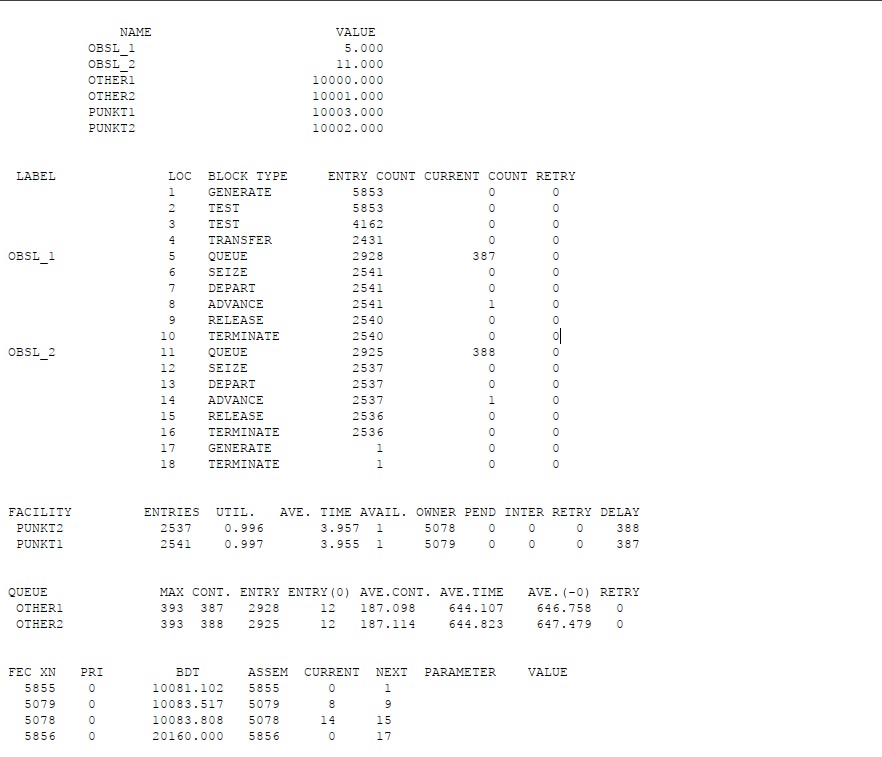 NAME VALUE
OBSL_1 5.000
OBSL_2 11.000
OTHER1 10000.000
OTHER2 10001.000
PUNKT1 10003.000
PUNKT2 10002.000
LABEL LOC BLOCK TYPE ENTRY COUNT CURRENT COUNT RETRY
1 GENERATE 5853 0 0
2 TEST 5853 0 0
3 TEST 4162 0 0
4 TRANSFER 2431 0 0
OBSL_1 5 QUEUE 2928 387 0
6 SEIZE 2541 0 0
7 DEPART 2541 0 0
8 ADVANCE 2541 1 0
9 RELEASE 2540 0 0
10 TERMINATE 2540 0 0
OBSL_2 11 QUEUE 2925 388 0
12 SEIZE 2537 0 0
13 DEPART 2537 0 0
14 ADVANCE 2537 1 0
15 RELEASE 2536 0 0
16 TERMINATE 2536 0 0
17 GENERATE 1 0 0
18 TERMINATE 1 0 0
FACILITY ENTRIES UTIL. AVE. TIME AVAIL. OWNER PEND INTER RETRY DELAY
PUNKT2 2537 0.996 3.957 1 5078 0 0 0 388
PUNKT1 2541 0.997 3.955 1 5079 0 0 0 387
QUEUE MAX CONT. ENTRY ENTRY(0) AVE.CONT. AVE.TIME AVE.(-0) RETRY
OTHER1 393 387 2928 12 187.098 644.107 646.758 0
OTHER2 393 388 2925 12 187.114 644.823 647.479 0
FEC XN PRI BDT ASSEM CURRENT NEXT PARAMETER VALUE
5855 0 10081.102 5855 0 1
5079 0 10083.517 5079 8 9
5078 0 10083.808 5078 14 15
5856 0 20160.000 5856 0 17